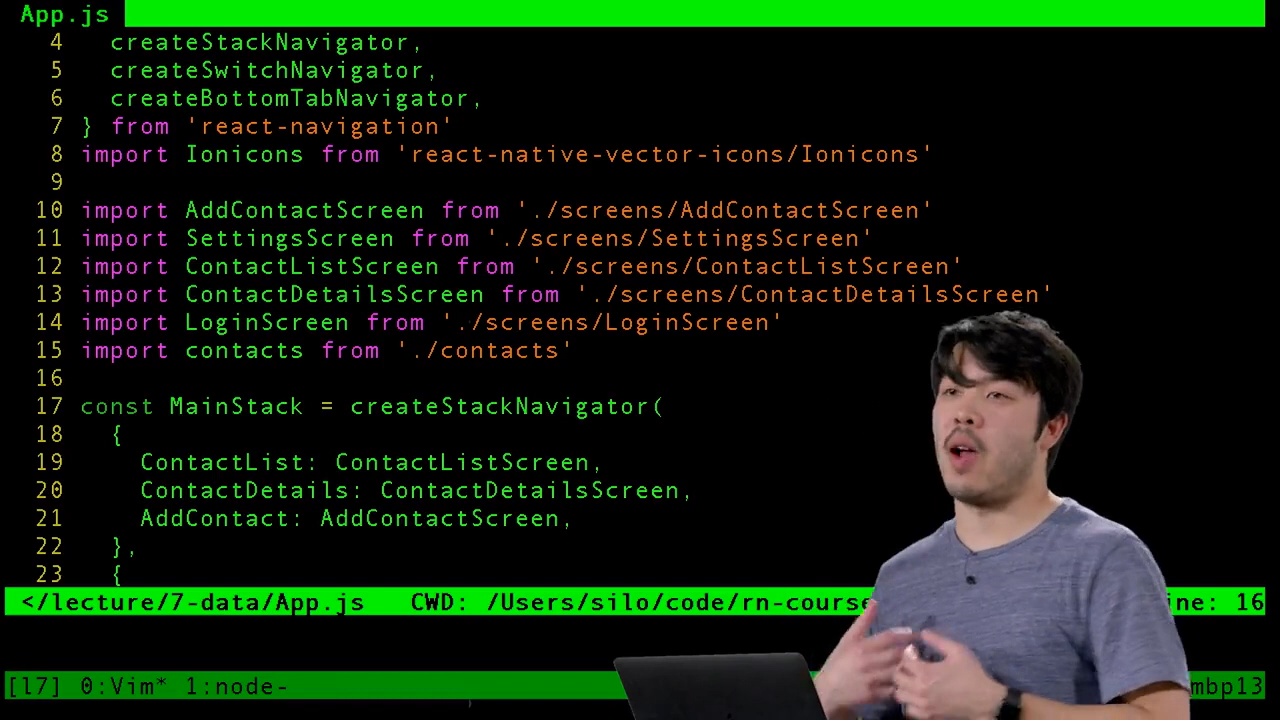 App.js
4 createStackNavigator,
5 createSwitchNavigator,
6 createBottomTabNavigator,
7 } from 'react-navigation'
8 import Ionicons from 'react-native-vector-icons/Ionicons'
9
10 import AddContactScreen from './screens/AddContactScreen'
11 import SettingsScreen from './screens/SettingsScreen'
12 import ContactListScreen from './screens/ContactListScreen'
13 import ContactDetailsScreen from './screens/ContactDetailsScreen'
14 import LoginScreen from './screens/LoginScreen'
15 import contacts from './contacts'
16
17 const MainStack = createStackNavigator(
18 {
19 ContactList: ContactListScreen,
20 ContactDetails: ContactDetailsScreen,
21 AddContact: AddContactScreen,
22 },
23 {
</lecture/7-data/App.js CWD: /Users/silo/code/rn-course ine: 16
[l7] 0:Vim* 1:node- mbp13